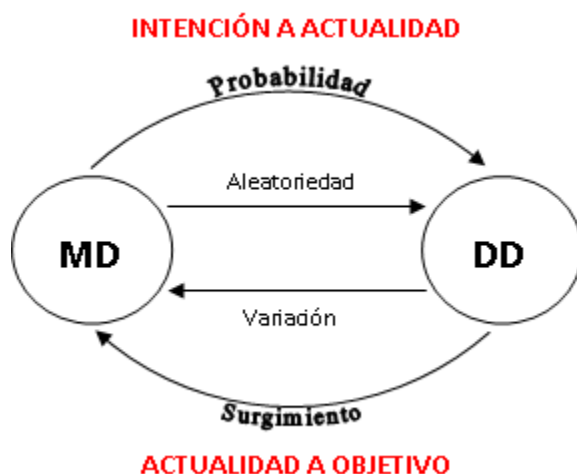 INTENCIÓN A ACTUALIDAD
Probabilidad
Aleatoriedad
MD
DD
Variación
Surgimiento
ACTUALIDAD A OBJETIVO